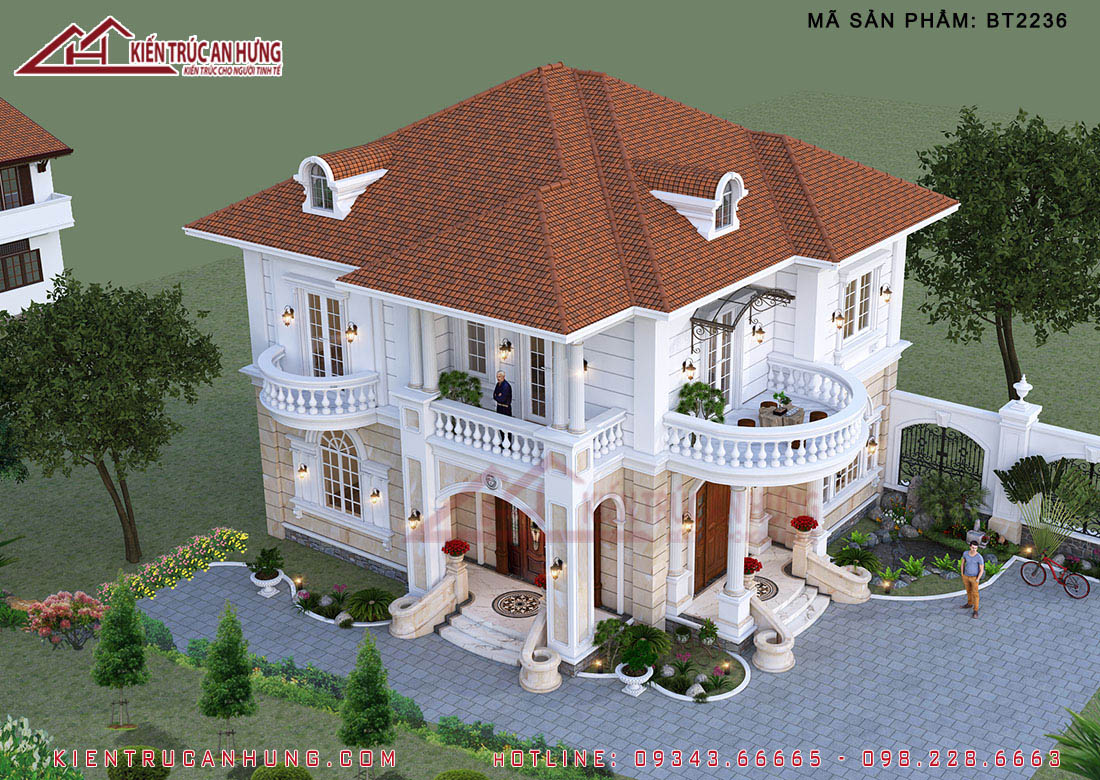 MÃ SẢN PHẨM: BT2236
KIẾN TRÚC AN HƯNG
KIẾN TRÚC CHO NGƯỜI TINH TẾ
KIENTRUCANHUNG.COM
HOTLINE: 09343.66665 - 098.228.6663